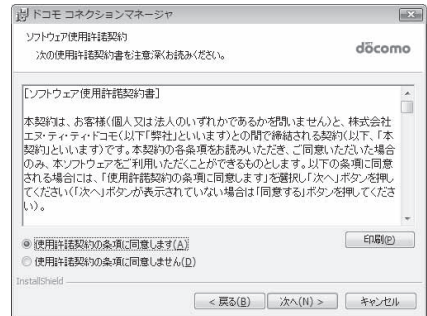 ドコモ コネクションマネージャ
ソフトウェア使用許諾契約
次の使用許諾契約書を注意深くお読みください。
döcomo
[ソフトウェア使用許諾契約書]
本契約は、お客様(個人又は法人のいずれかであるかを問いません)と、株式会社
エヌ・ティ・ティ・ドコモ(以下「弊社」といいます)との間で締結される契約(以下、「本
契約」といいます)です。本契約の各条項をお読みいただき、ご同意いただいた場合
のみ、本ソフトウェアをご利用いただくことができるものとします。以下の条項に同意
される場合には、「使用許諾契約の条項に同意します」を選択し「次へ」ボタンを押し
てください(「次へ」ボタンが表示されていない場合は「同意する」ボタンを押してくださ
い)。
使用許諾契約の条項に同意します(A)
印刷(P)
使用許諾契約の条項に同意しません(D)
InstallShield
< 戻る(B)
次へ(N) >
キャンセル